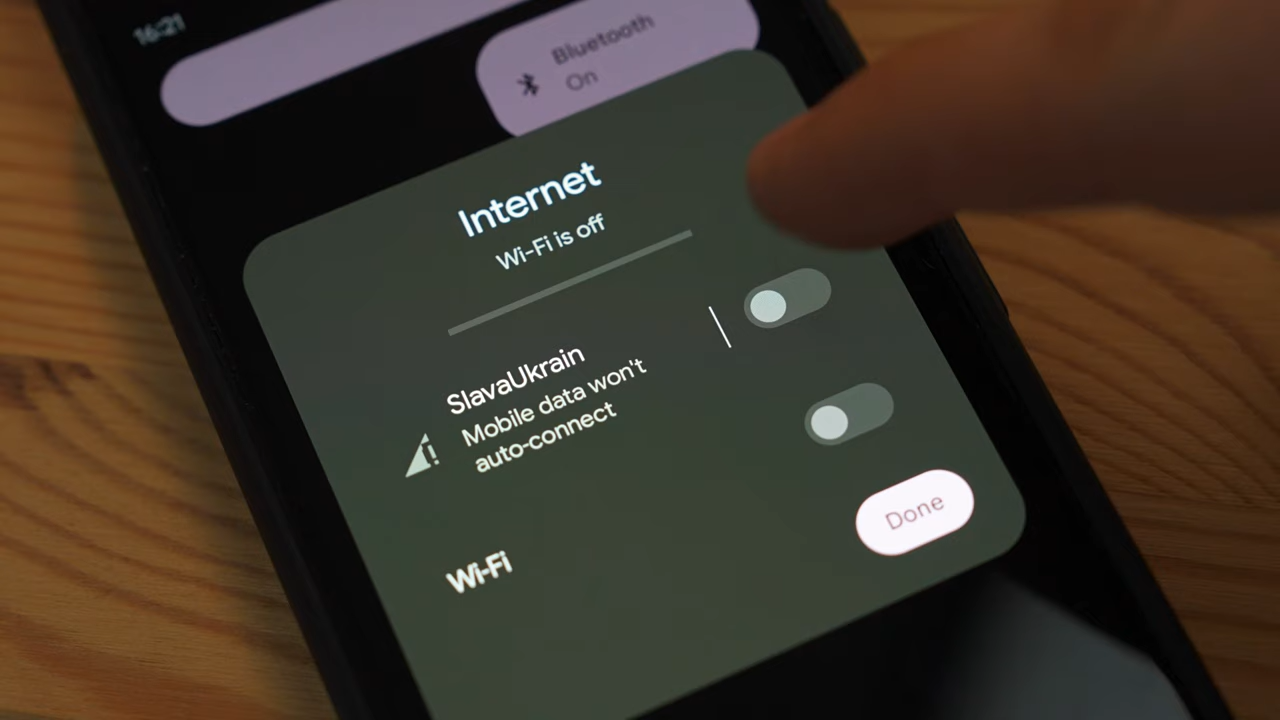 16:21
Bluetooth
On
Internet
Wi-Fi is off
SlavaUkrain
Mobile data won't
auto-connect
Wi-Fi
Done